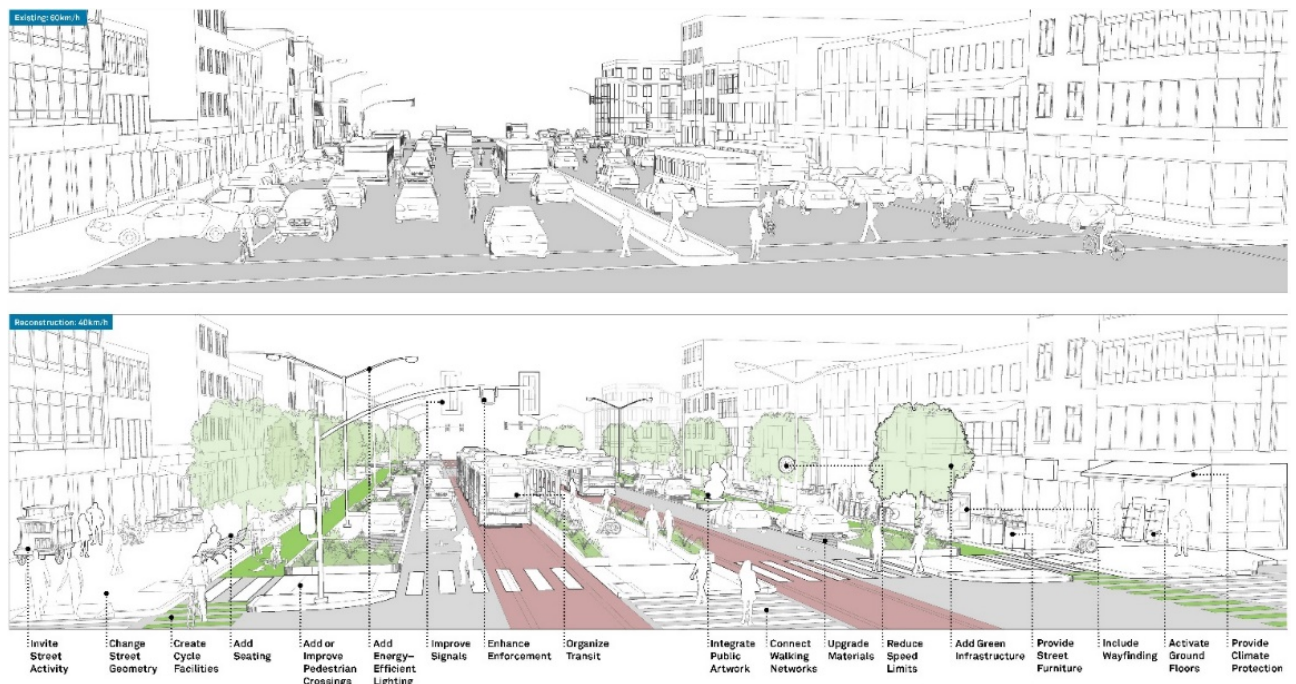 Existing: 60km/h
Reconstruction: 40km/h
Invite
Street
Activity
Change
Street
Geometry
Create
Cycle
Facilities
Add
Seating
Add or
Improve
Pedestrian
Crossings
Add
Energy–
Efficient
Lighting
Improve
Signals
Enhance
Enforcement
Organize
Transit
Integrate
Public
Artwork
Connect
Walking
Networks
Upgrade
Materials
Reduce
Speed
Limits
Add Green
Infrastructure
Provide
Street
Furniture
Include
Wayfinding
Activate
Ground
Floors
Provide
Climate
Protection